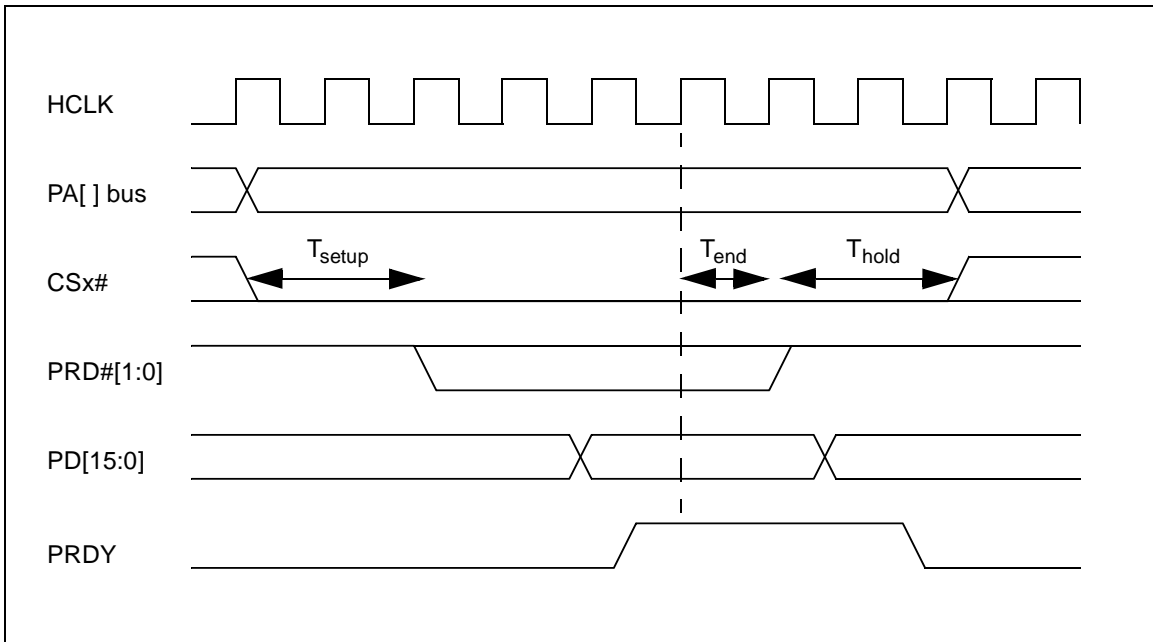 HCLK
PA[ ] bus
Tsetup
Tend
Thold
CSx#
PRD#[1:0]
PD[15:0]
PRDY